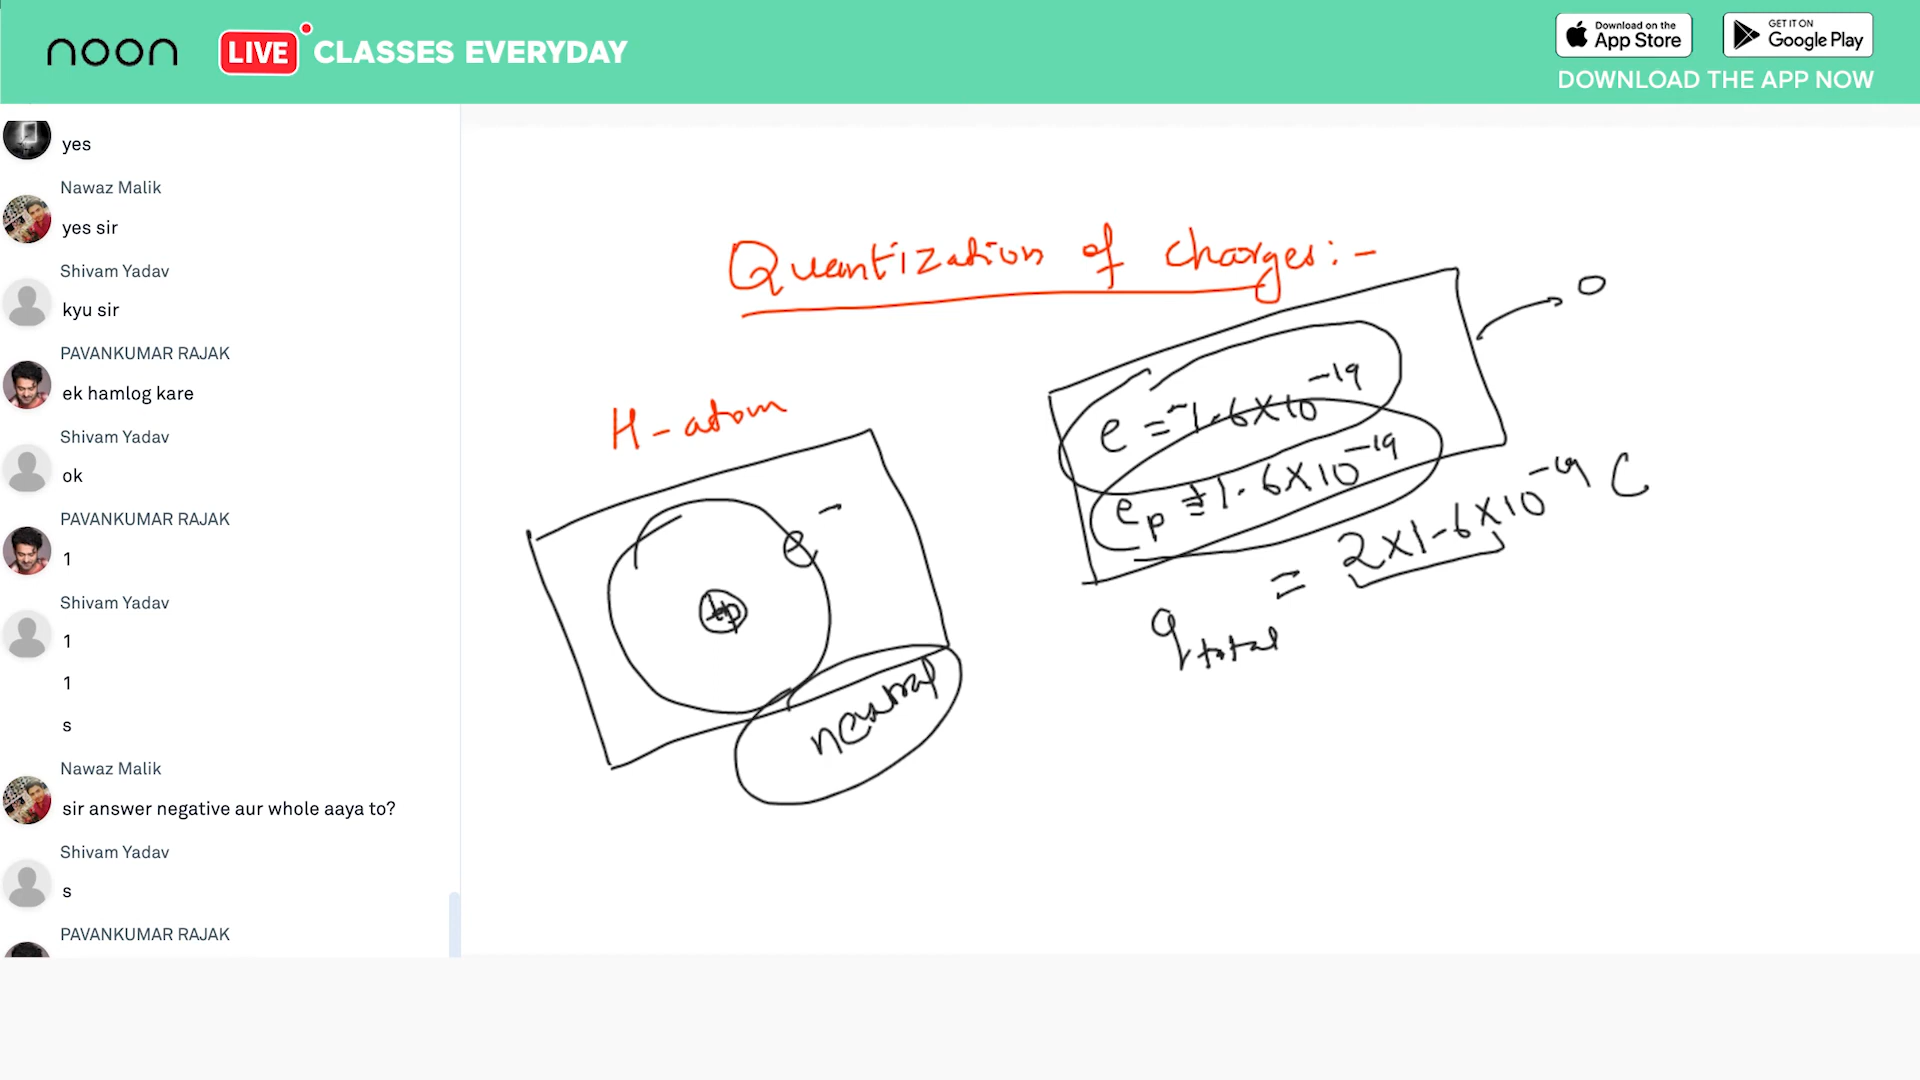 noon LIVE CLASSES EVERYDAY
Download on the App Store
GET IT ON Google Play
DOWNLOAD THE APP NOW
yes
Nawaz Malik
yes sir
Shivam Yadav
kyu sir
PAVANKUMAR RAJAK
ek hamlog kare
Shivam Yadav
ok
PAVANKUMAR RAJAK
1
Shivam Yadav
1
1
s
Nawaz Malik
sir answer negative aur whole aaya to?
Shivam Yadav
s
PAVANKUMAR RAJAK
Quantization of charges:-
H-atom
e-
+p
neutral
e = -1.6×10^-19
→ 0
e_p = +1.6×10^-19
= 2×1.6×10^-19 C
q_total